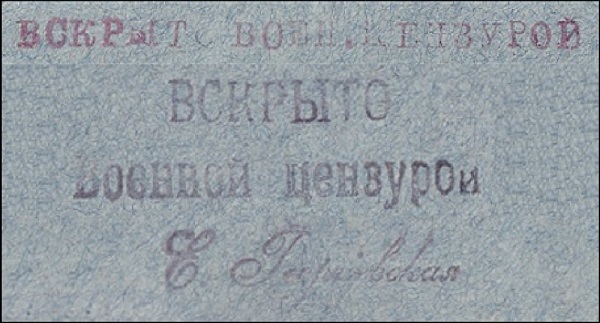 ВСКРЫТО ВОЕН. ЦЕНЗУРОЙ
ВСКРЫТО
Военной цензурой
Е.